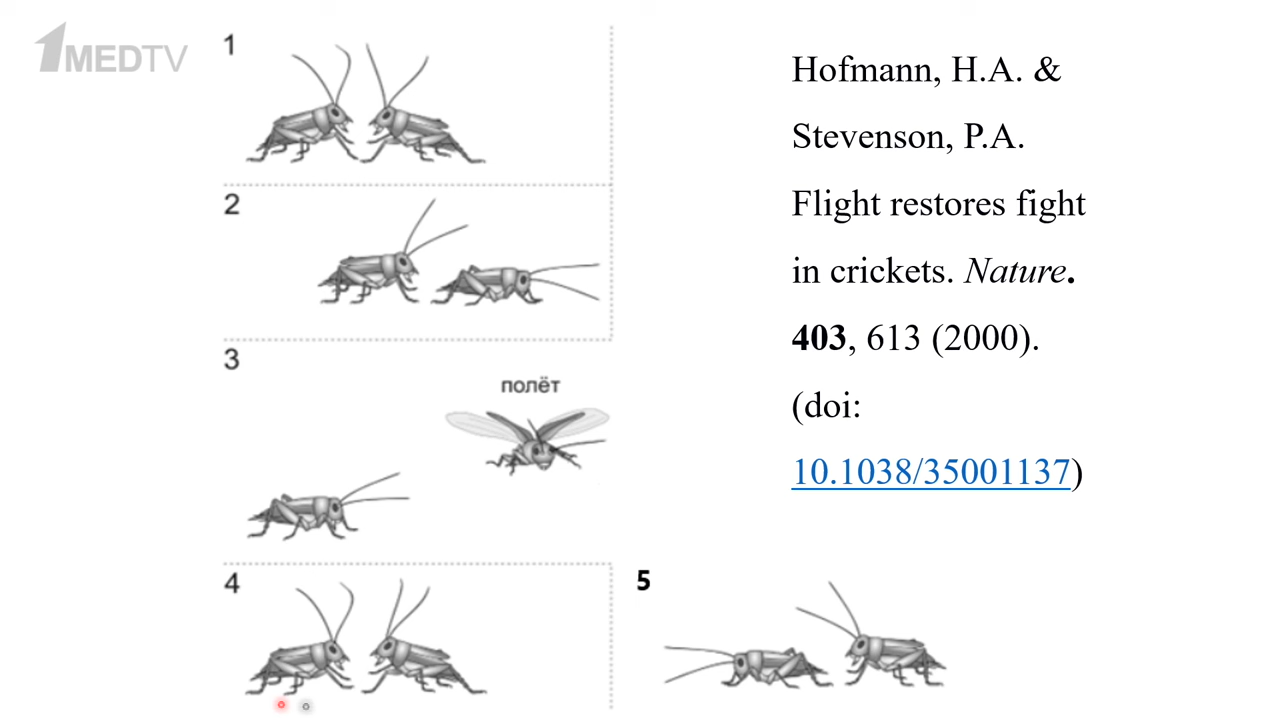 1MEDTV
1
2
3
полёт
4
5
Hofmann, H.A. &
Stevenson, P.A.
Flight restores fight
in crickets. Nature.
403, 613 (2000).
(doi:
10.1038/35001137)